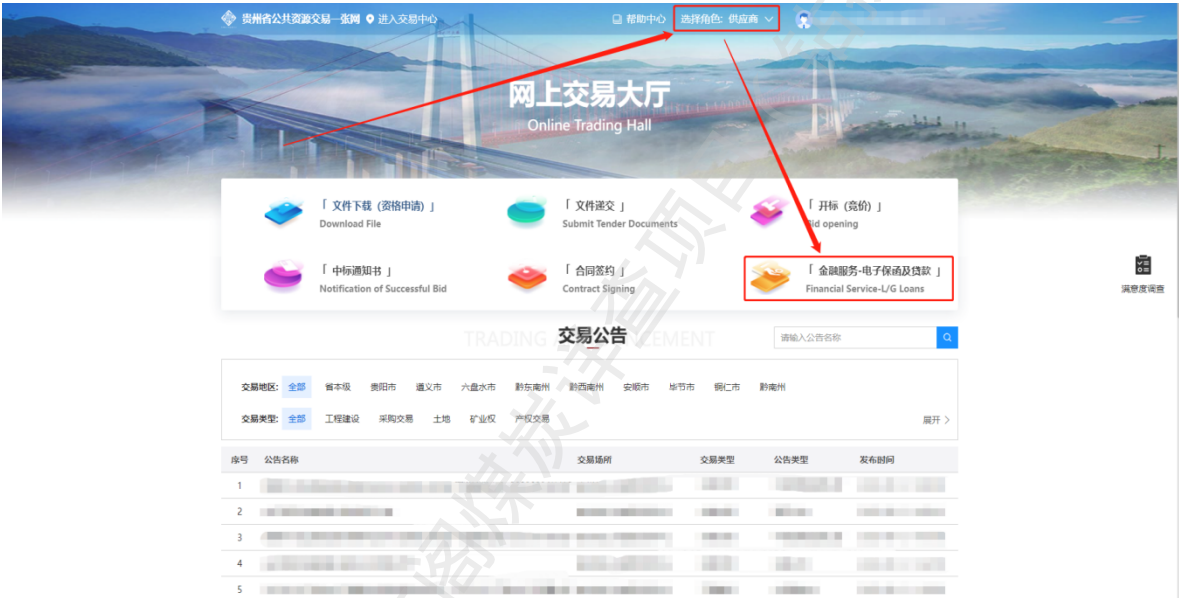 贵州省公共资源交易一张网 进入交易中心 帮助中心 选择角色: 供应商
网上交易大厅
Online Trading Hall
「 文件下载（资格申请）」 「 文件递交 」 「 开标（竞价）」
Download File Submit Tender Documents Bid opening
「 中标通知书 」 「 合同签约 」 「 金融服务-电子保函及贷款 」
Notification of Successful Bid Contract Signing Financial Service-L/G Loans
满意度调查
交易公告
TRADING ANNOUNCEMENT
请输入公告名称
交易地区: 全部 省本级 贵阳市 遵义市 六盘水市 黔东南州 黔西南州 安顺市 毕节市 铜仁市 黔南州
交易类型: 全部 工程建设 采购交易 土地 矿业权 产权交易 展开
序号 公告名称 交易场所 交易类型 公告类型 发布时间
1
2
3
4
5
煤炭详查项目